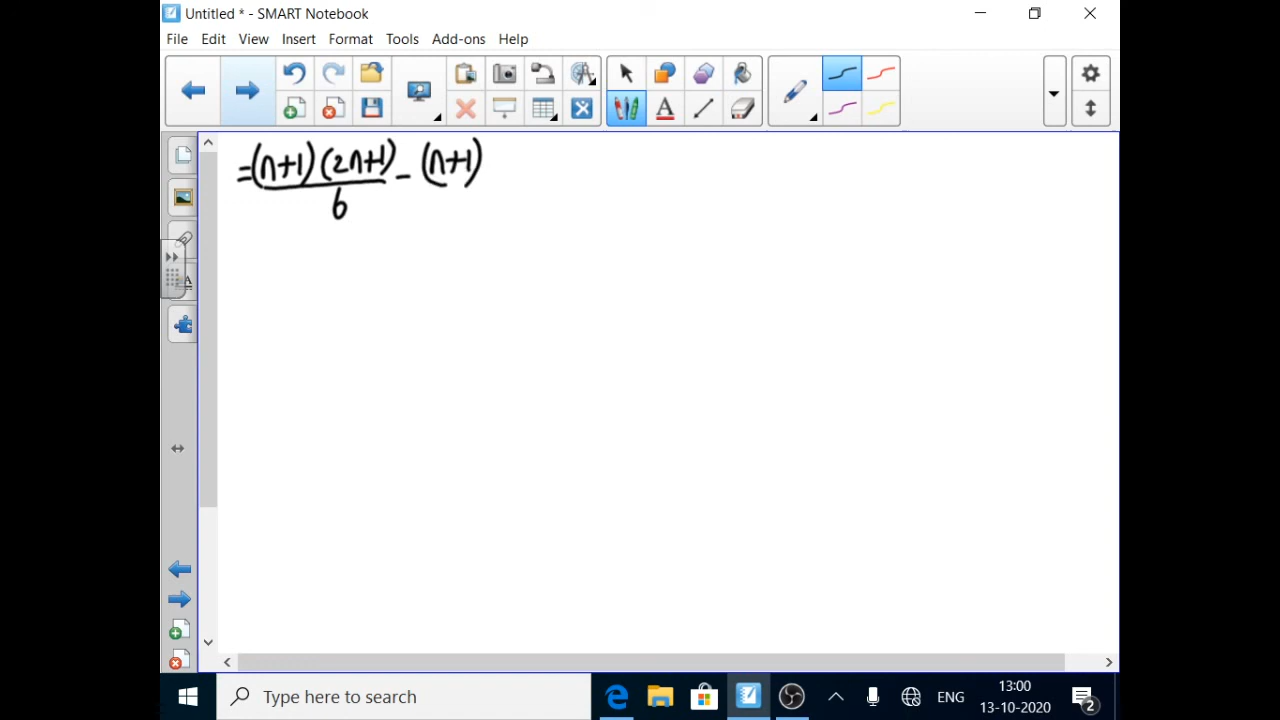 Untitled * - SMART Notebook
File Edit View Insert Format Tools Add-ons Help
=(n+1)(2n+1) - (n+1)
6
Type here to search
ENG
13:00
13-10-2020
2